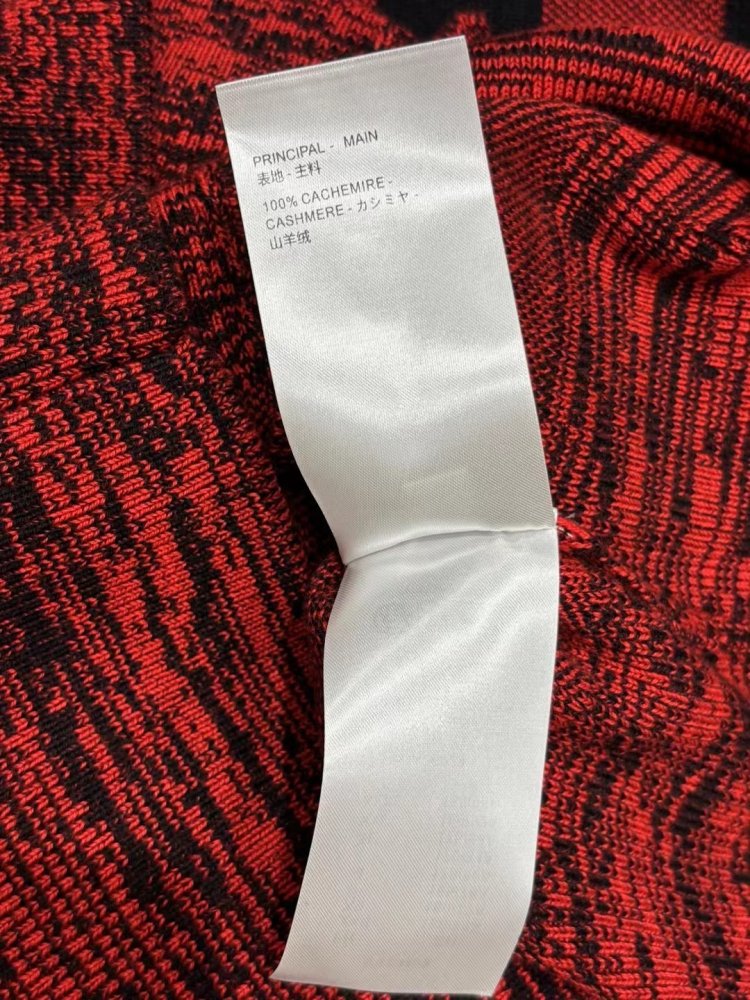 PRINCIPAL - MAIN
表地 - 主料
100% CACHEMIRE -
CASHMERE - カシミヤ -
山羊绒